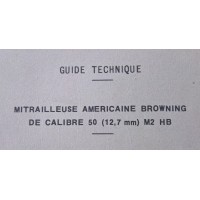 GUIDE TECHNIQUE
MITRAILLEUSE AMERICAINE BROWNING
DE CALIBRE 50 (12,7 mm) M2 HB